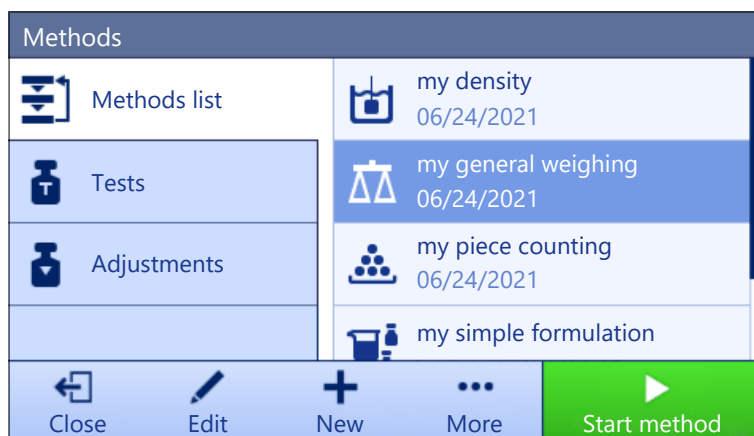 Methods
Methods list
Tests
Adjustments
my density
06/24/2021
my general weighing
06/24/2021
my piece counting
06/24/2021
my simple formulation
Close
Edit
New
More
Start method